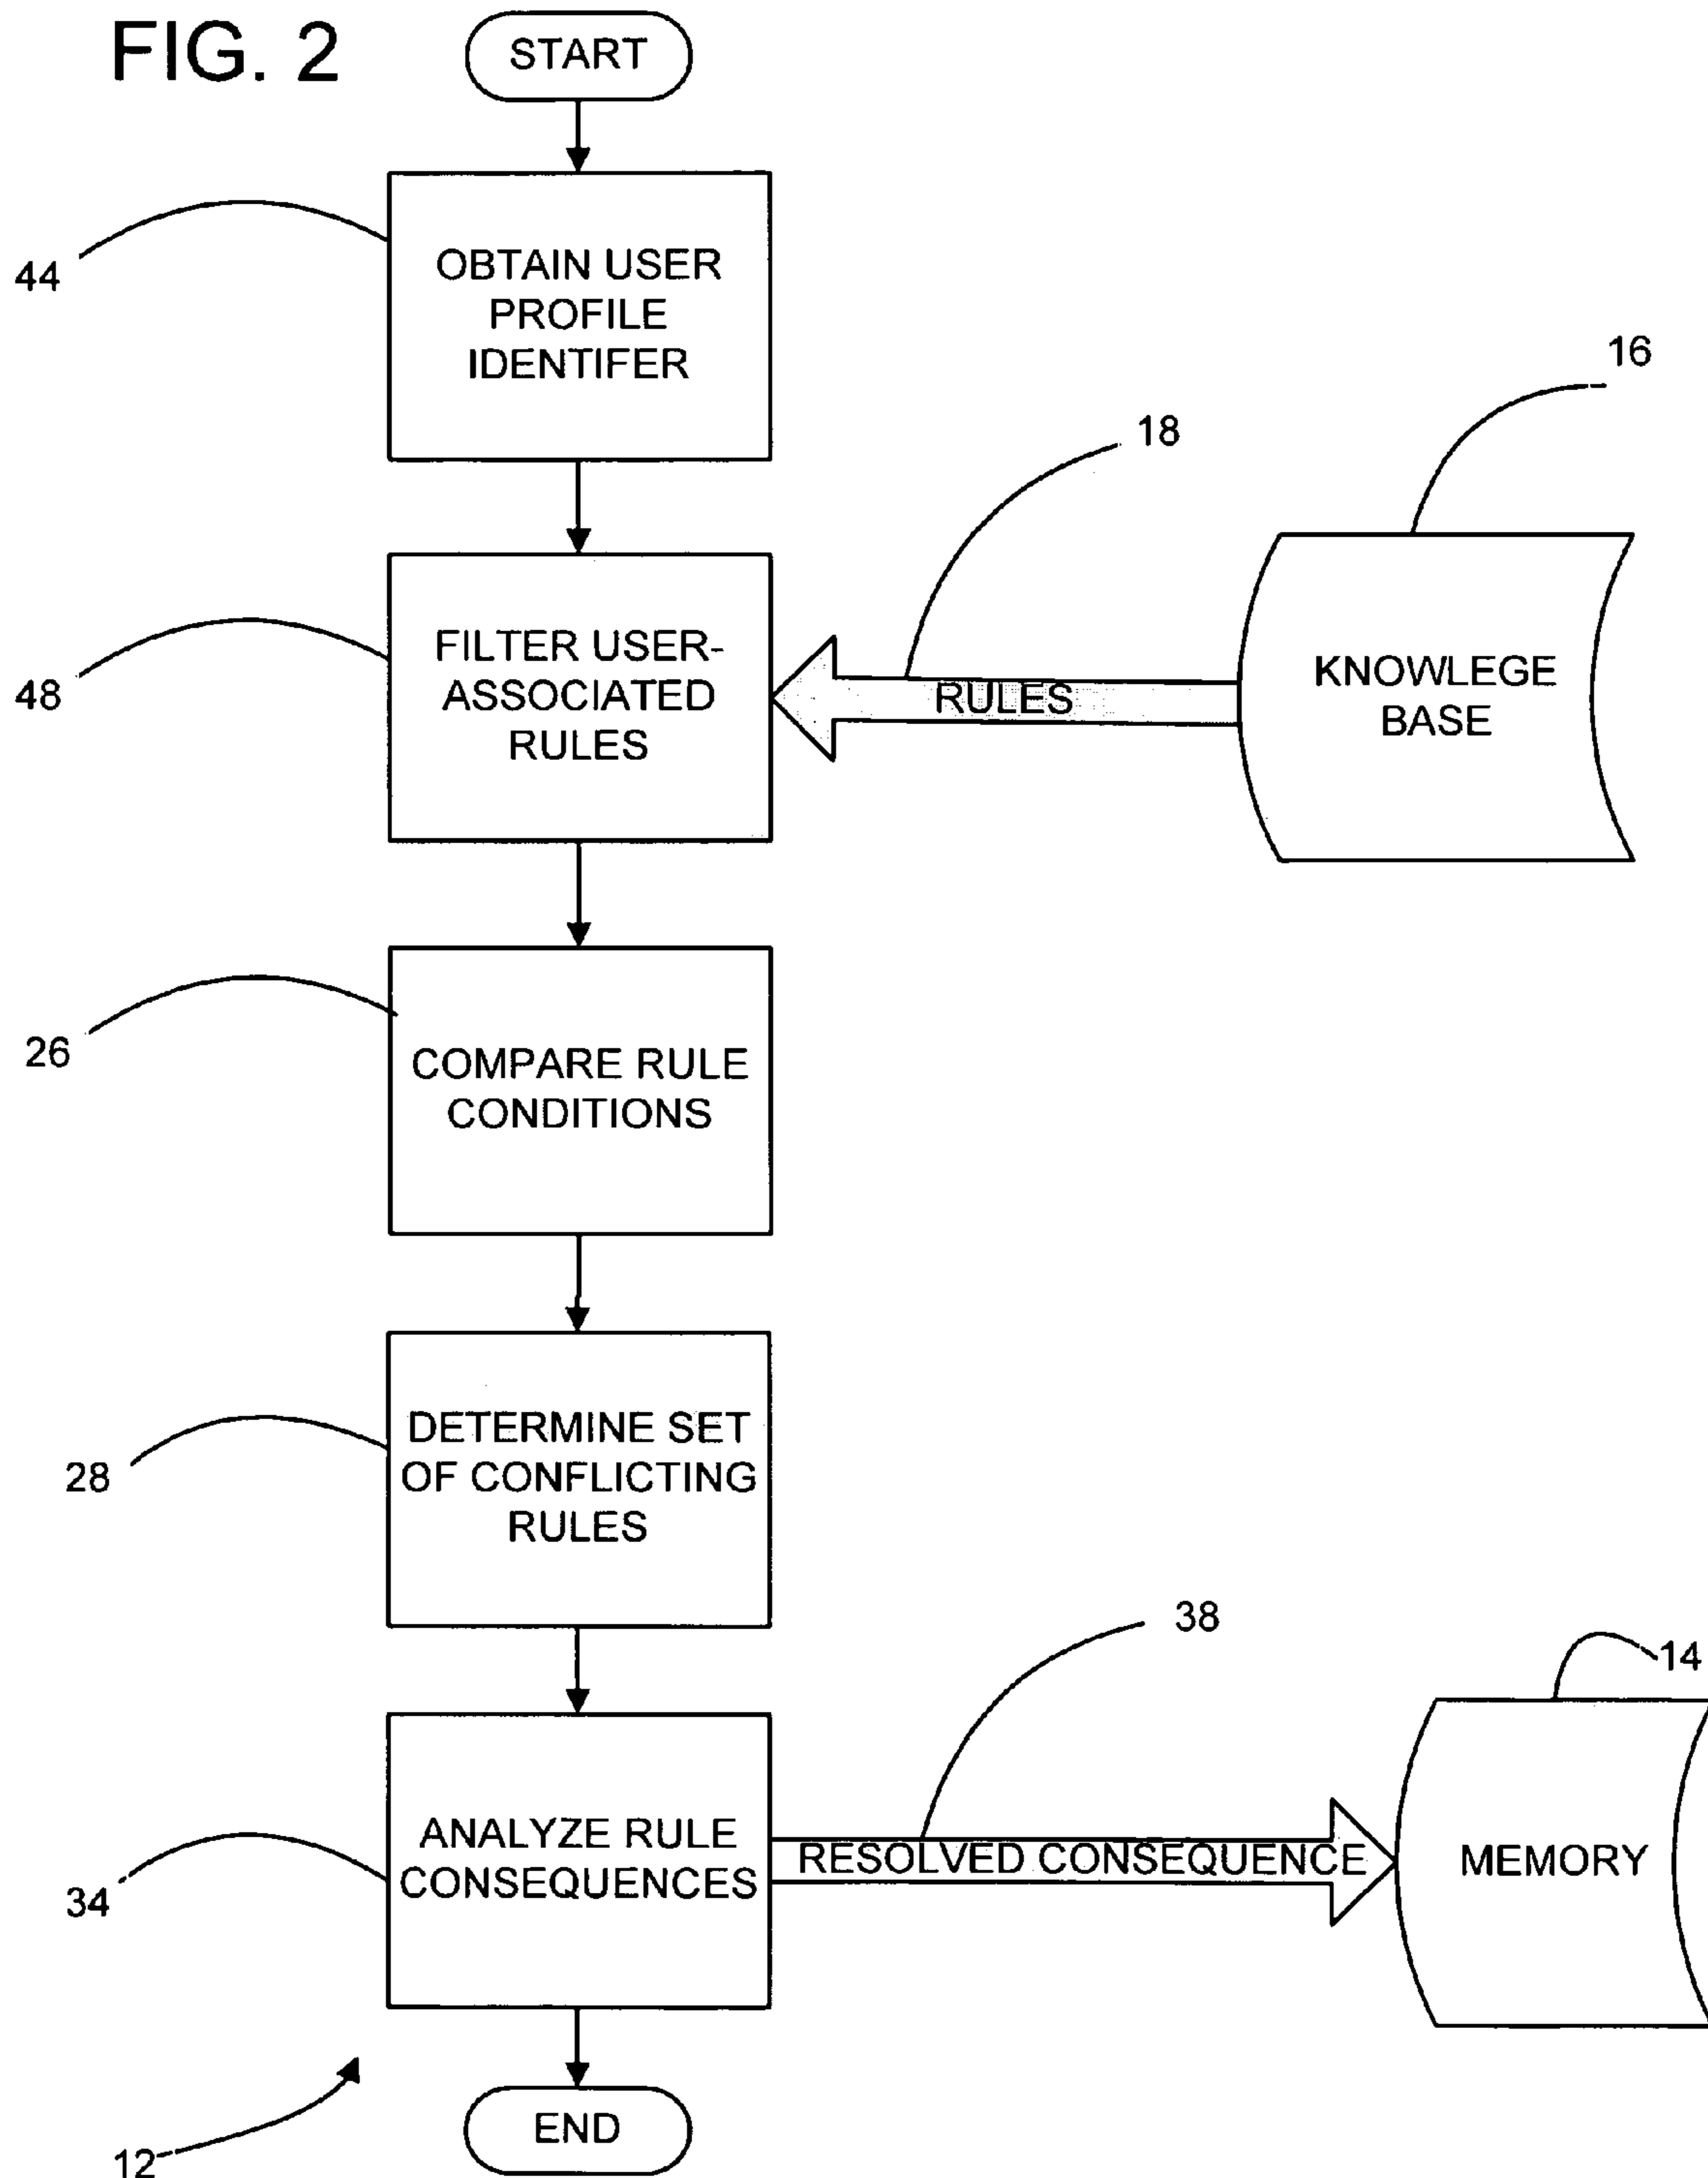 FIG. 2
START
44
OBTAIN USER
PROFILE
IDENTIFER
16
18
48
FILTER USER-
ASSOCIATED
RULES
RULES
KNOWLEGE
BASE
26
COMPARE RULE
CONDITIONS
28
DETERMINE SET
OF CONFLICTING
RULES
38
14
34
ANALYZE RULE
CONSEQUENCES
RESOLVED CONSEQUENCE
MEMORY
12
END